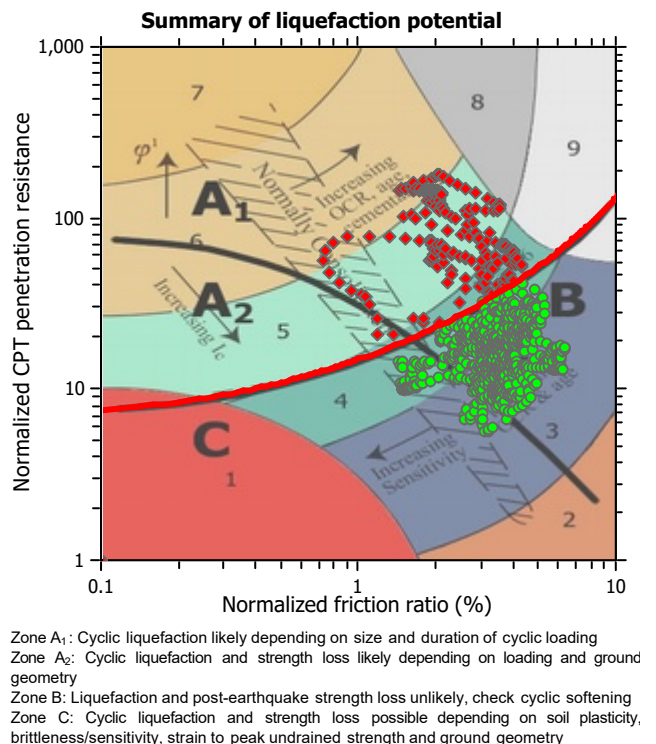 Summary of liquefaction potential
1,000
100
10
1
0.1
1
10
Normalized CPT penetration resistance
Normalized friction ratio (%)
7
8
9
φ'
A1
Increasing
OCR, age,
Normally
6
A2
Increasing Ic
5
B
4
C
1
Increasing
Sensitivity
& age
3
2
Zone A1: Cyclic liquefaction likely depending on size and duration of cyclic loading
Zone A2: Cyclic liquefaction and strength loss likely depending on loading and ground
geometry
Zone B: Liquefaction and post-earthquake strength loss unlikely, check cyclic softening
Zone C: Cyclic liquefaction and strength loss possible depending on soil plasticity,
brittleness/sensitivity, strain to peak undrained strength and ground geometry